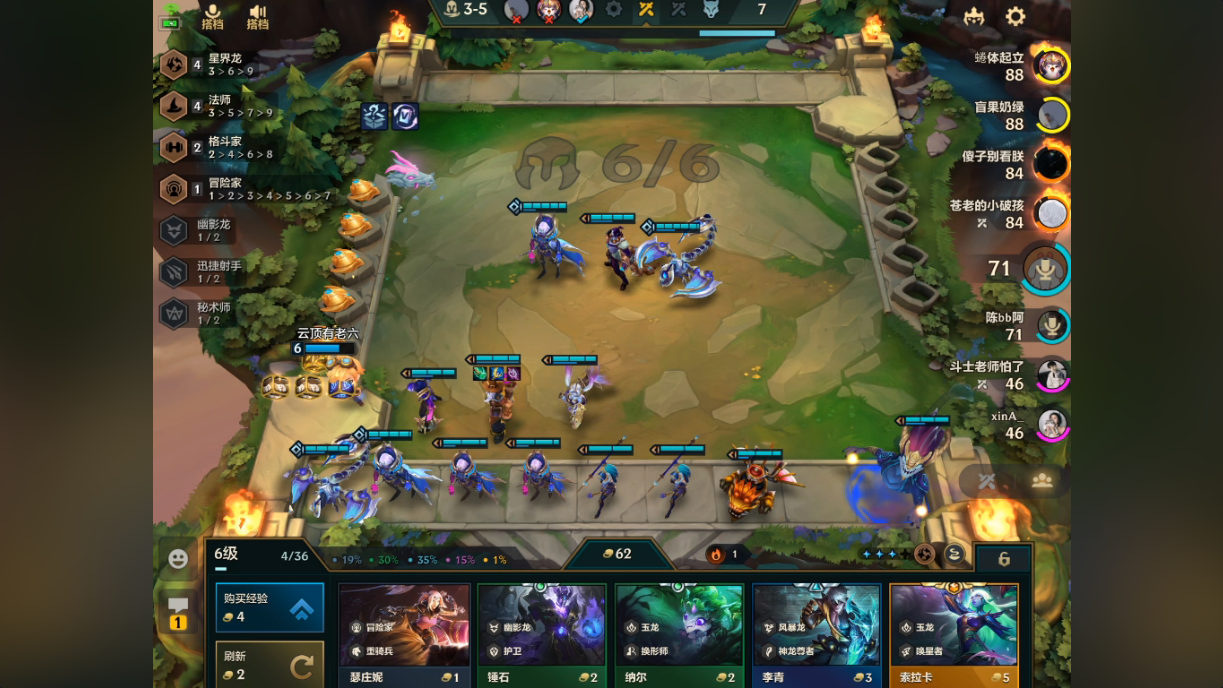 搭档
搭档
3-5
7
4 星界龙
3 > 6 > 9
4 法师
3 > 5 > 7 > 9
2 格斗家
2 > 4 > 6 > 8
1 冒险家
1 > 2 > 3 > 4 > 5 > 6 > 7
幽影龙
1 / 2
迅捷射手
1 / 2
秘术师
1 / 2
6/6
云顶有老六
6
蜷体起立
88
盲果奶绿
88
傻子别看朕
84
苍老的小破孩
84
71
陈bb阿
71
斗士老师怕了
46
xinA_
46
6级
4/36
19%
30%
35%
15%
1%
62
1
6
1
购买经验
4
刷新
2
冒险家
重骑兵
瑟庄妮
1
幽影龙
护卫
锤石
2
玉龙
换形师
纳尔
2
风暴龙
神龙尊者
李青
3
玉龙
唤星者
索拉卡
5